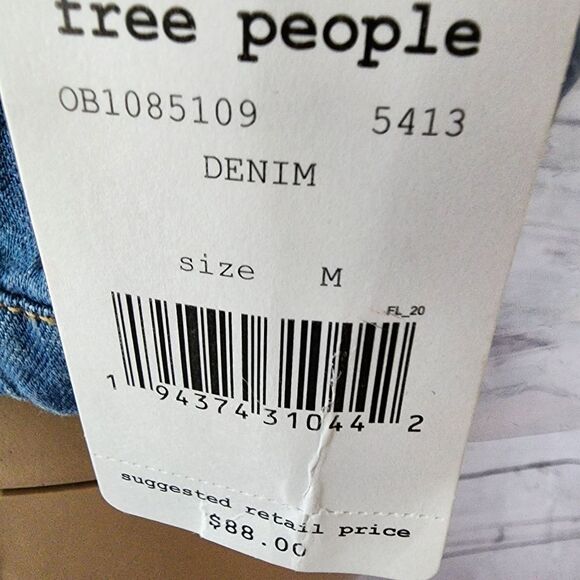 free people
OB1085109 5413
DENIM
size M
FL_20
1 94374 31044 2
suggested retail price
$88.00